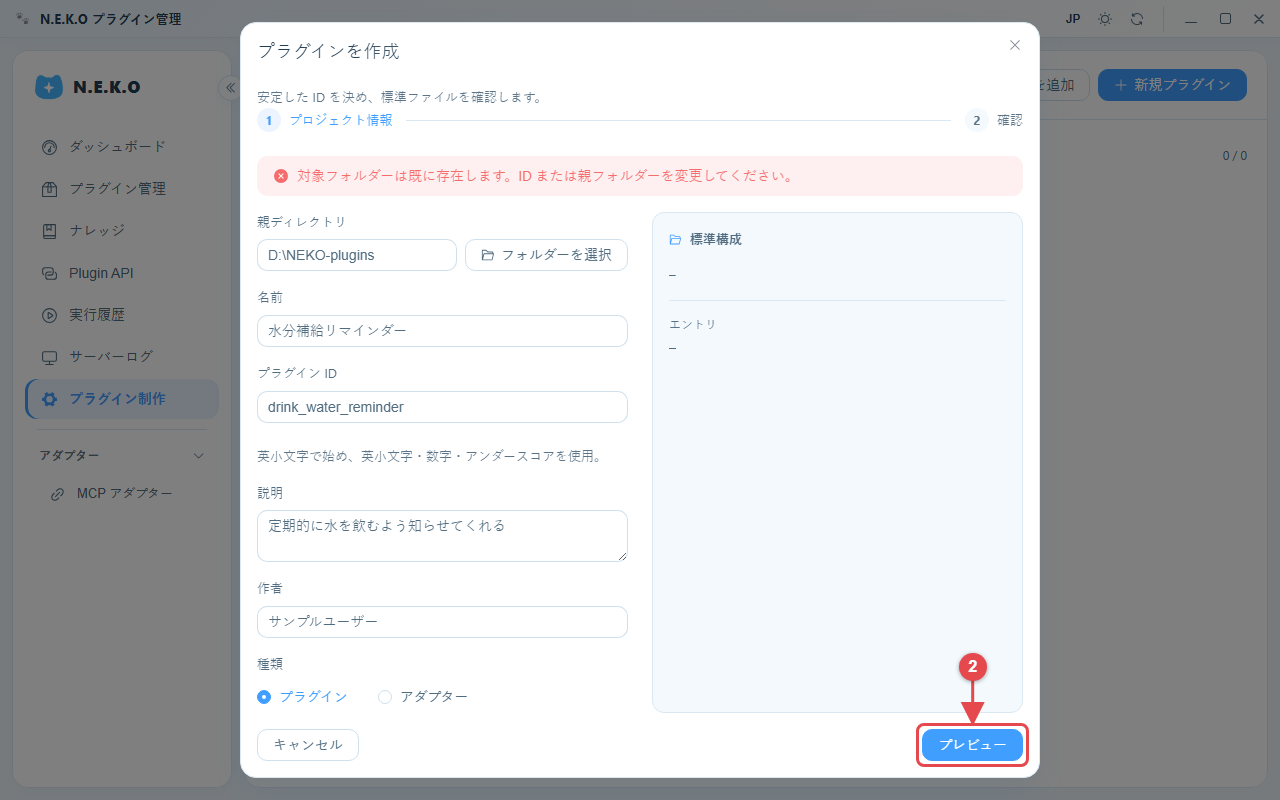 N.E.K.O プラグイン管理
JP
N.E.K.O
ダッシュボード
プラグイン管理
ナレッジ
Plugin API
実行履歴
サーバーログ
プラグイン制作
アダプター
MCP アダプター
を追加
新規プラグイン
0 / 0
プラグインを作成
安定した ID を決め、標準ファイルを確認します。
1 プロジェクト情報
2 確認
対象フォルダーは既に存在します。ID または親フォルダーを変更してください。
親ディレクトリ
D:\NEKO-plugins
フォルダーを選択
名前
水分補給リマインダー
プラグイン ID
drink_water_reminder
英小文字で始め、英小文字・数字・アンダースコアを使用。
説明
定期的に水を飲むよう知らせてくれる
作者
サンプルユーザー
種類
プラグイン
アダプター
標準構成
–
エントリ
–
2
キャンセル
プレビュー